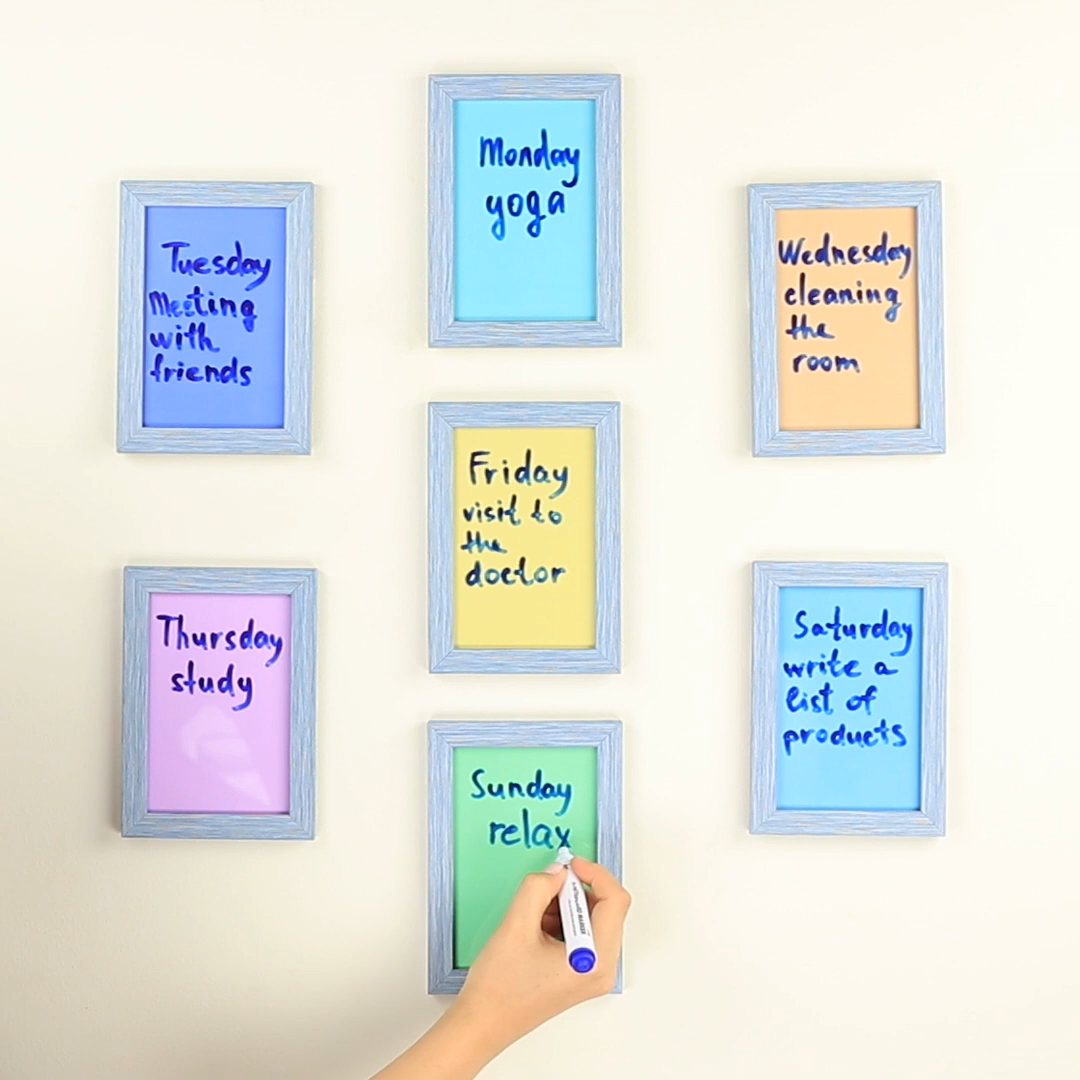 Monday
yoga
Tuesday
Meeting
with
friends
Wednesday
cleaning
the
room
Friday
visit to
the
doctor
Thursday
study
Saturday
write a
list of
products
Sunday
relax